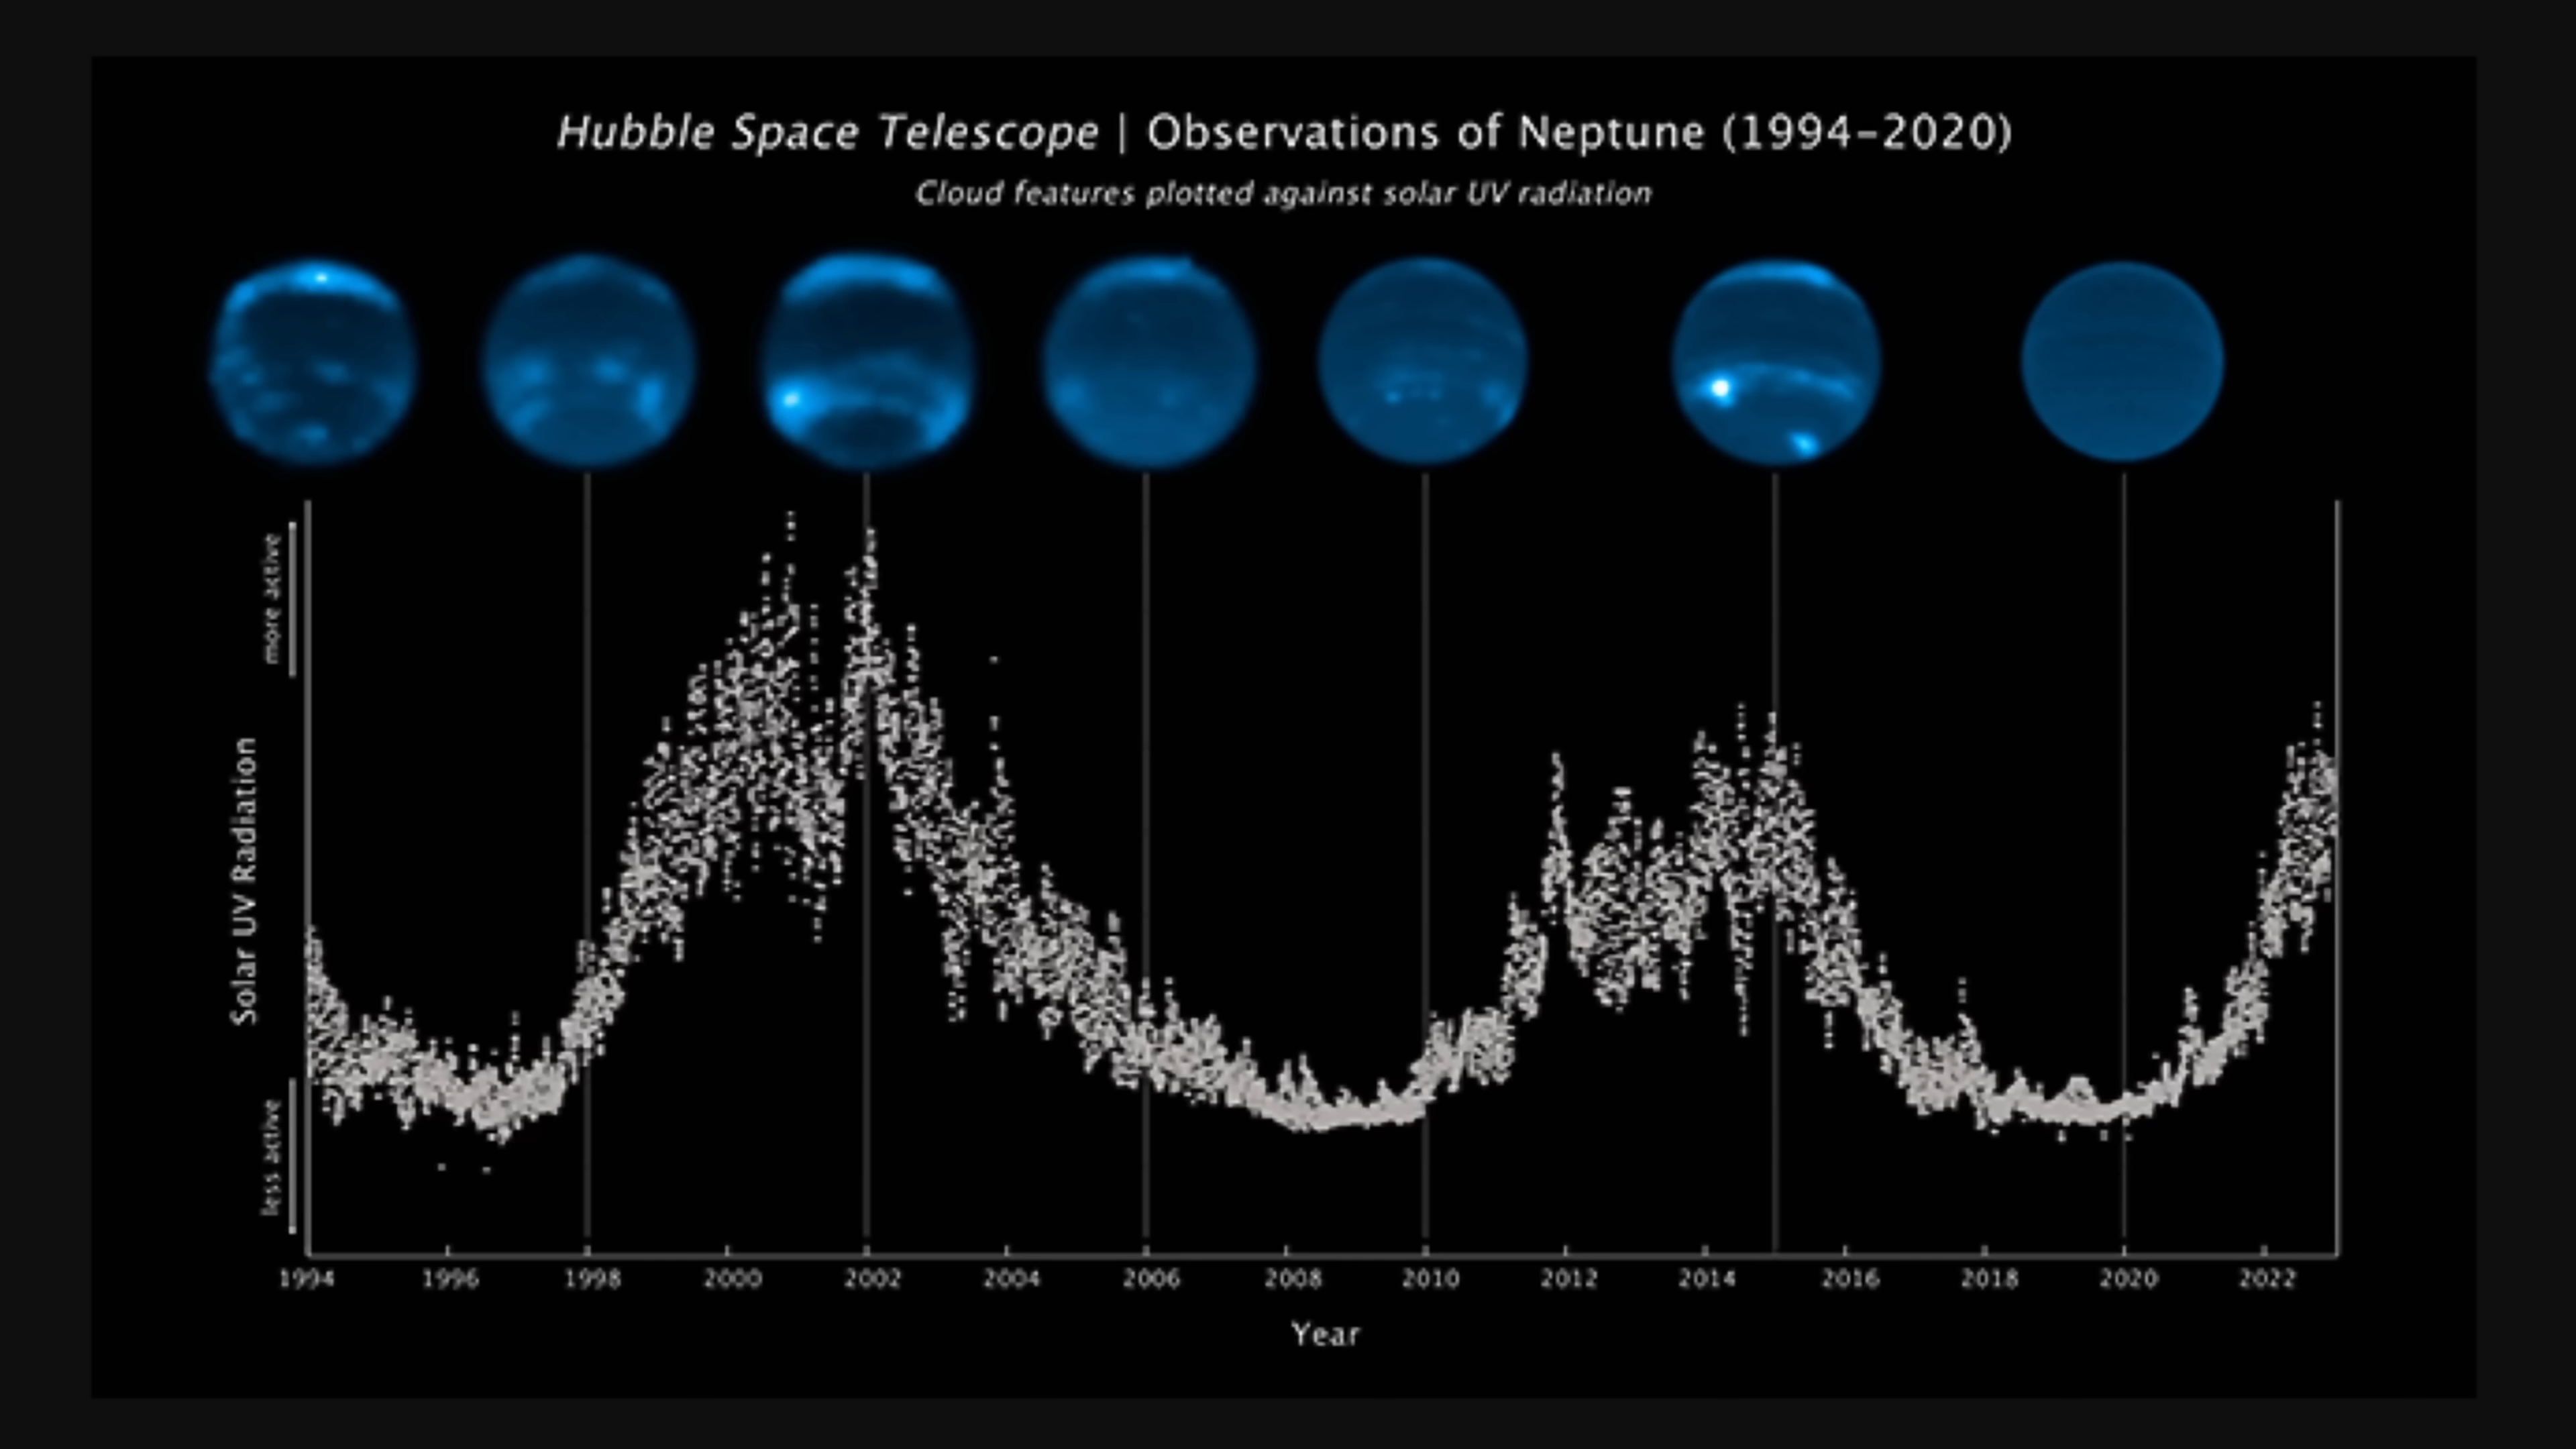 Hubble Space Telescope | Observations of Neptune (1994–2020)
Cloud features plotted against solar UV radiation
more active
Solar UV Radiation
less active
1994 1996 1998 2000 2002 2004 2006 2008 2010 2012 2014 2016 2018 2020 2022
Year